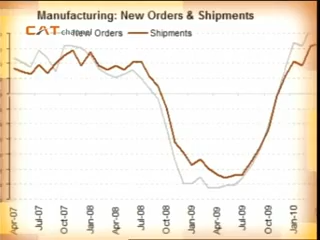 Manufacturing: New Orders & Shipments
CAT channel
New Orders Shipments
Apr-07 Jul-07 Oct-07 Jan-08 Apr-08 Jul-08 Oct-08 Jan-09 Apr-09 Jul-09 Oct-09 Jan-10